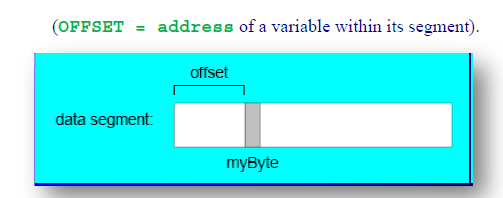 (OFFSET = address of a variable within its segment).
offset
data segment:
myByte